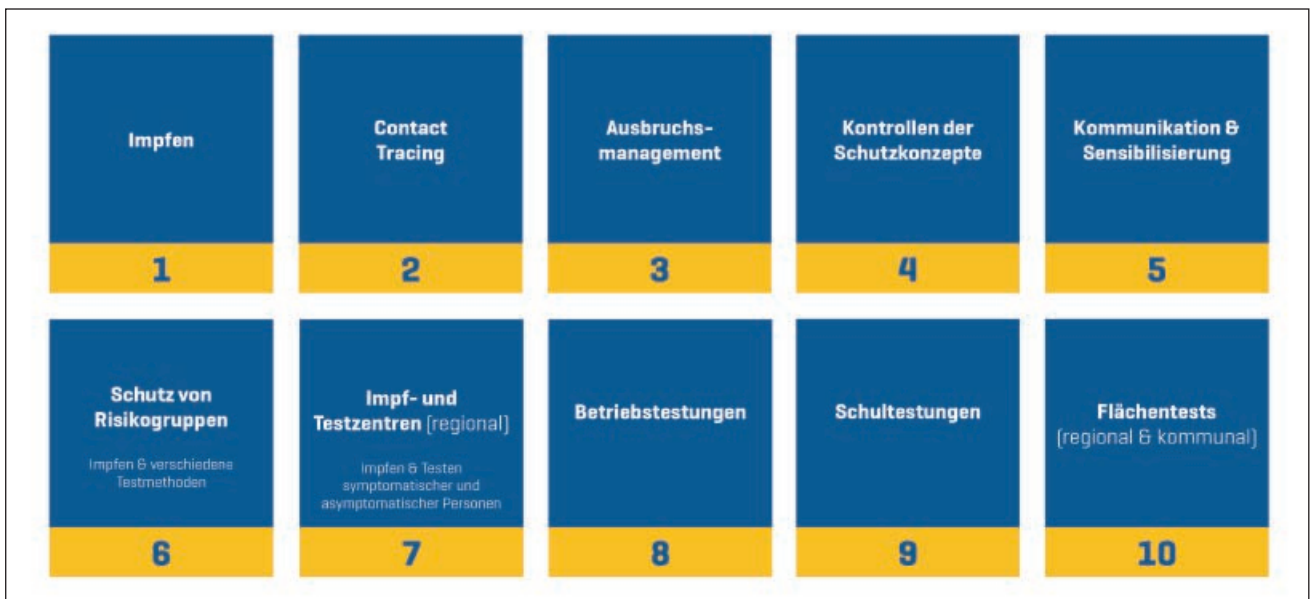 Impfen
1
Contact
Tracing
2
Ausbruchs-
management
3
Kontrollen der
Schutzkonzepte
4
Kommunikation &
Sensibilisierung
5
Schutz von
Risikogruppen
Impfen & verschiedene
Testmethoden
6
Impf- und
Testzentren (regional)
Impfen & Testen
symptomatischer und
asymptomatischer Personen
7
Betriebstestungen
8
Schultestungen
9
Flächentests
(regional & kommunal)
10